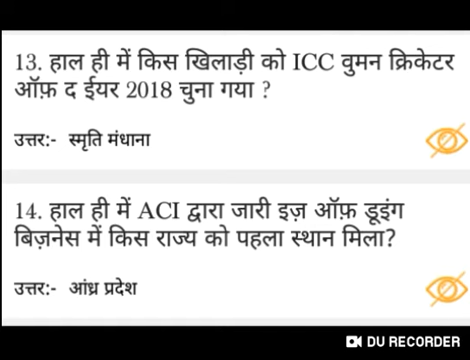 13. हाल ही में किस खिलाड़ी को ICC वुमन क्रिकेटर
ऑफ़ द ईयर 2018 चुना गया ?
उत्तर:- स्मृति मंधाना
14. हाल ही में ACI द्वारा जारी इज़ ऑफ़ डूइंग
बिज़नेस में किस राज्य को पहला स्थान मिला?
उत्तर:- आंध्र प्रदेश
DU RECORDER